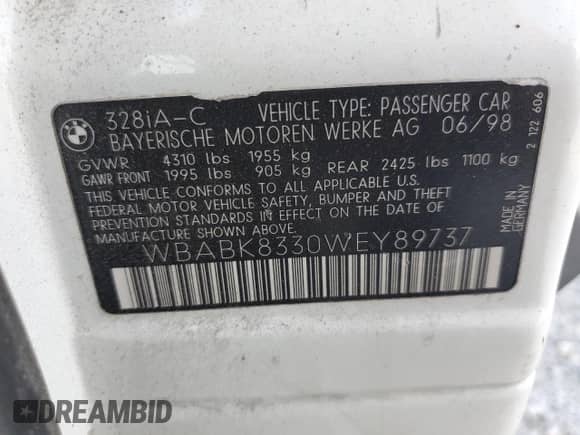 328iA-C VEHICLE TYPE: PASSENGER CAR
BAYERISCHE MOTOREN WERKE AG 06/98
GVWR 4310 lbs 1955 kg
GAWR FRONT 1995 lbs 905 kg REAR 2425 lbs 1100 kg
THIS VEHICLE CONFORMS TO ALL APPLICABLE U.S.
FEDERAL MOTOR VEHICLE SAFETY, BUMPER AND THEFT
PREVENTION STANDARDS IN EFFECT ON THE DATE OF
MANUFACTURE SHOWN ABOVE.
WBABK8330WEY89737
2 122 606
MADE IN
GERMANY
DREAMBID